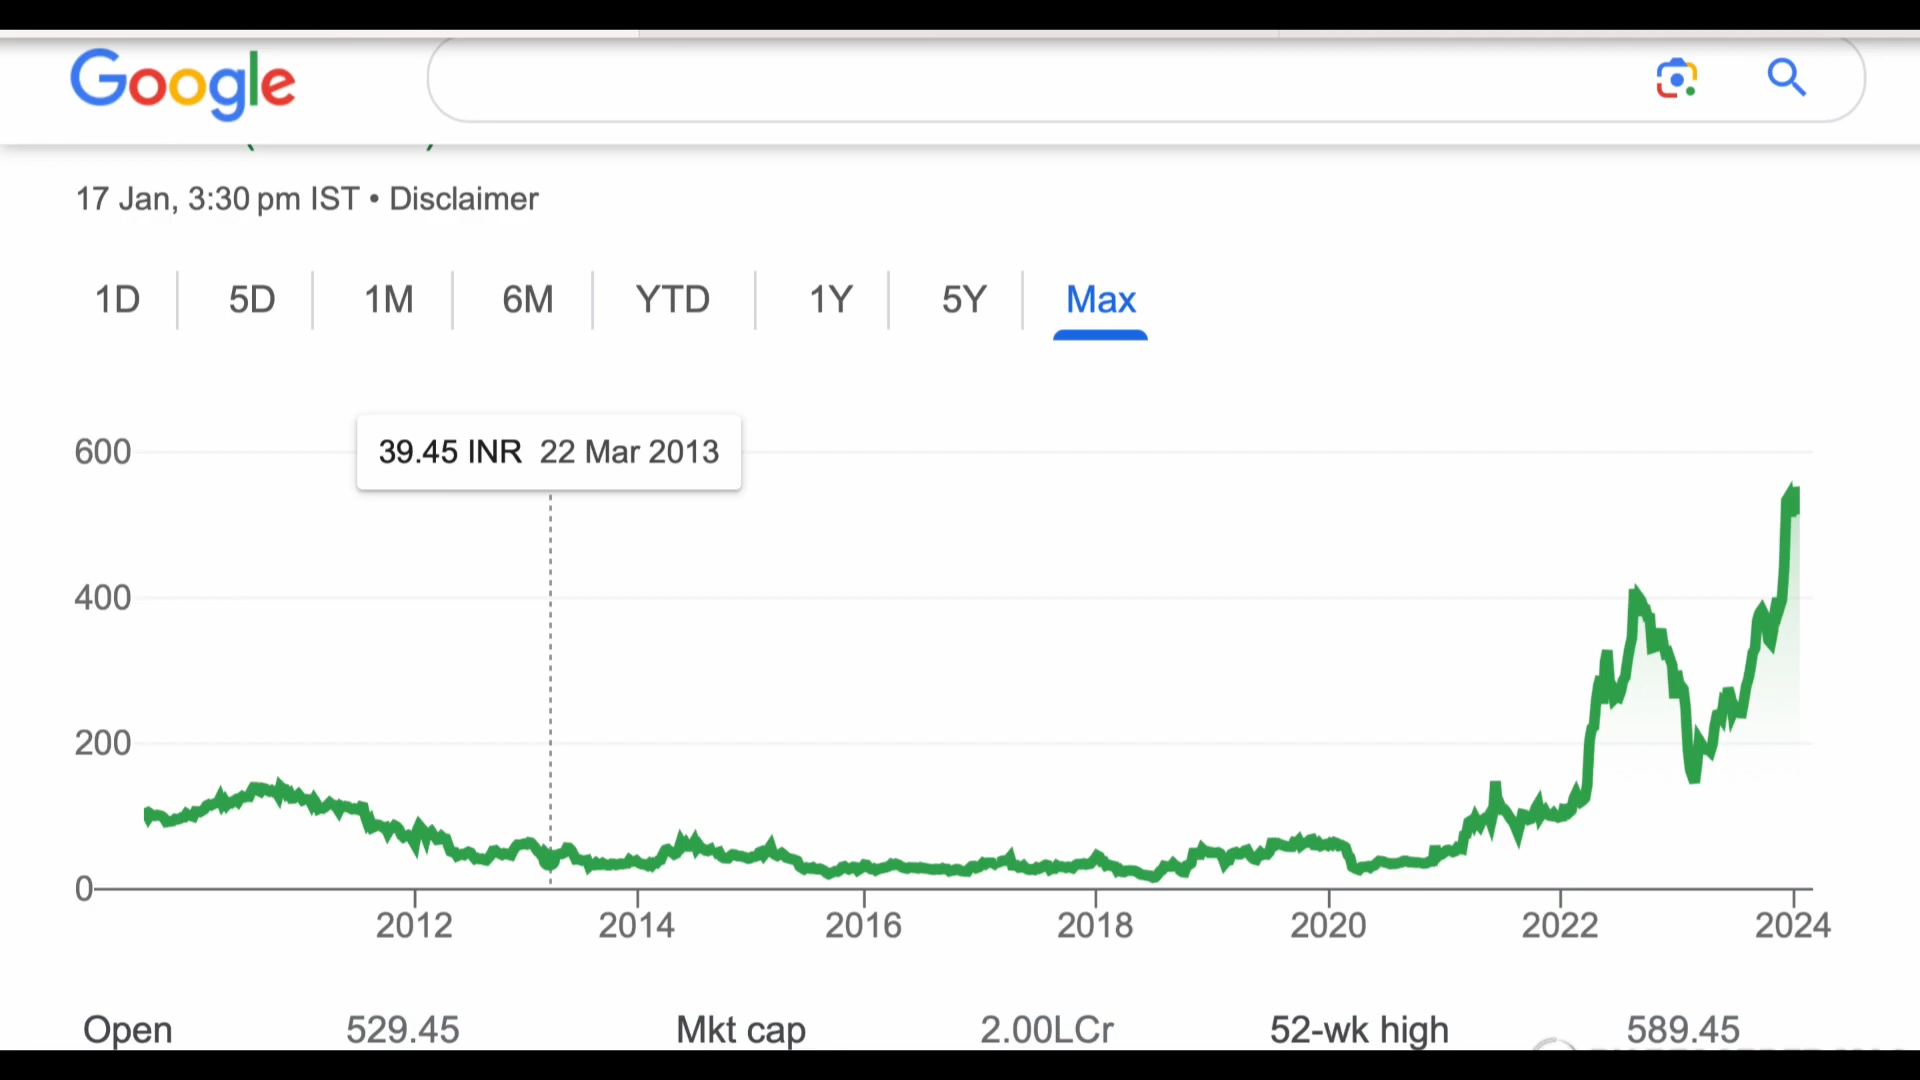 Google
17 Jan, 3:30 pm IST • Disclaimer
1D 5D 1M 6M YTD 1Y 5Y Max
39.45 INR 22 Mar 2013
600
400
200
0
2012 2014 2016 2018 2020 2022 2024
Open 529.45 Mkt cap 2.00LCr 52-wk high 589.45